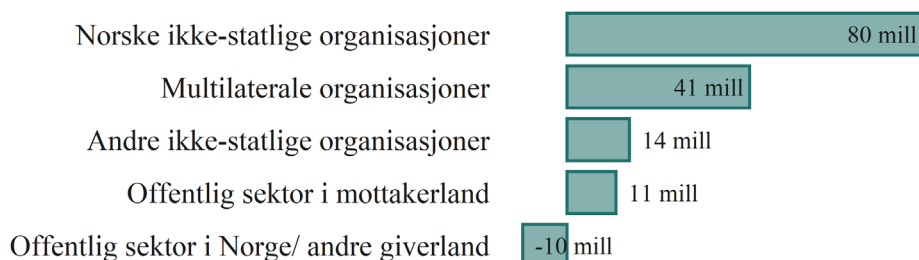 Norske ikke-statlige organisasjoner 80 mill
Multilaterale organisasjoner 41 mill
Andre ikke-statlige organisasjoner 14 mill
Offentlig sektor i mottakerland 11 mill
Offentlig sektor i Norge/ andre giverland -10 mill